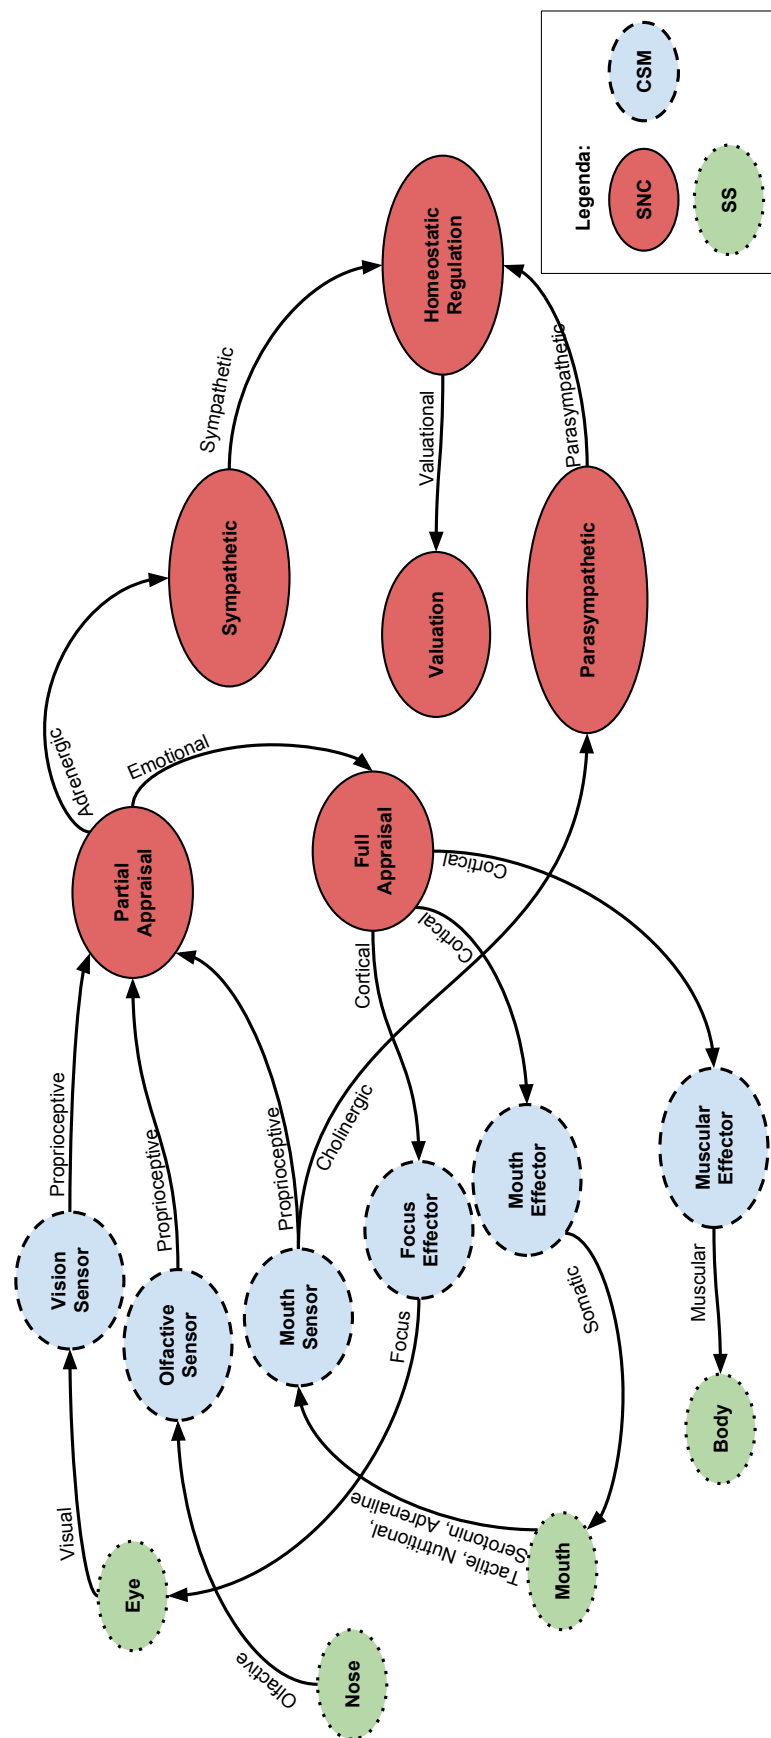 Eye
Visual
Vision
Sensor
Proprioceptive
Partial
Appraisal
Adrenergic
Sympathetic
Sympathetic
Nose
Olfactive
Olfactive
Sensor
Proprioceptive
Emotional
Full
Appraisal
Mouth
Tactile, Nutritional,
Serotonin, Adrenaline
Mouth
Sensor
Proprioceptive
Cholinergic
Focus
Focus
Effector
Cortical
Cortical
Cortical
Mouth
Effector
Somatic
Body
Muscular
Muscular
Effector
Valuation
Valuational
Homeostatic
Regulation
Parasympathetic
Parasympathetic
Legenda:
SNC
CSM
SS